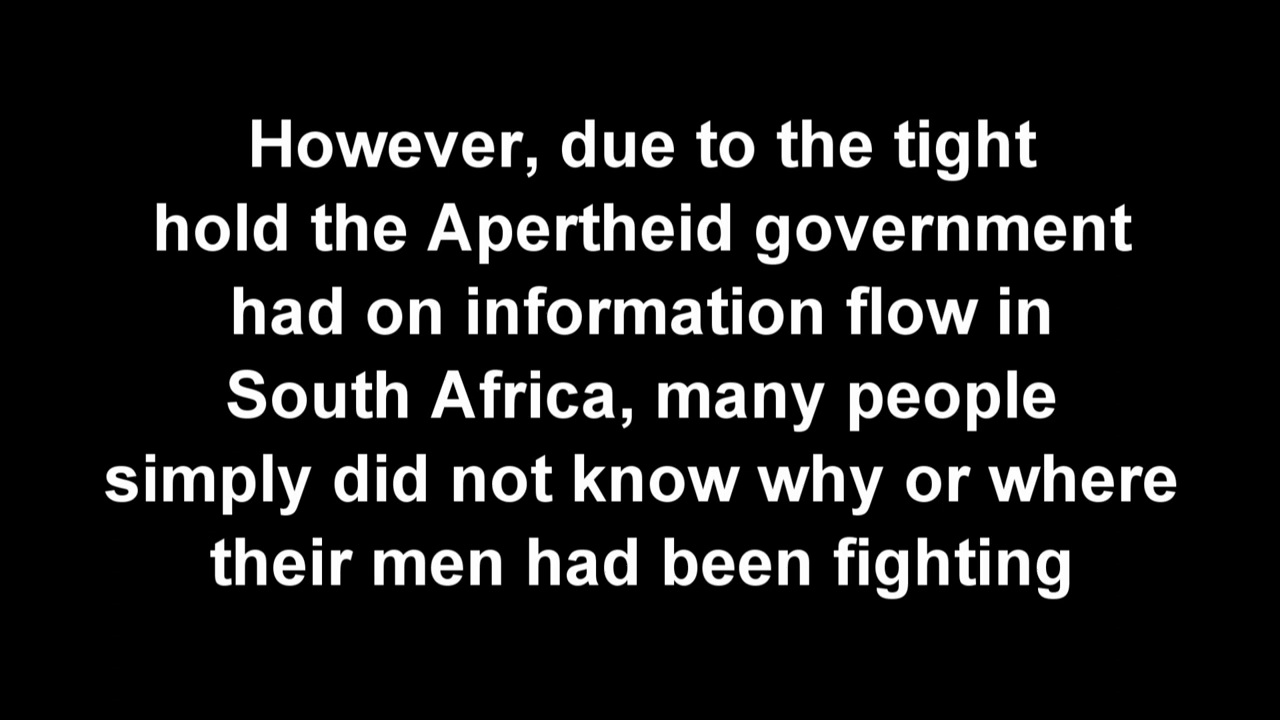 However, due to the tight
hold the Apertheid government
had on information flow in
South Africa, many people
simply did not know why or where
their men had been fighting